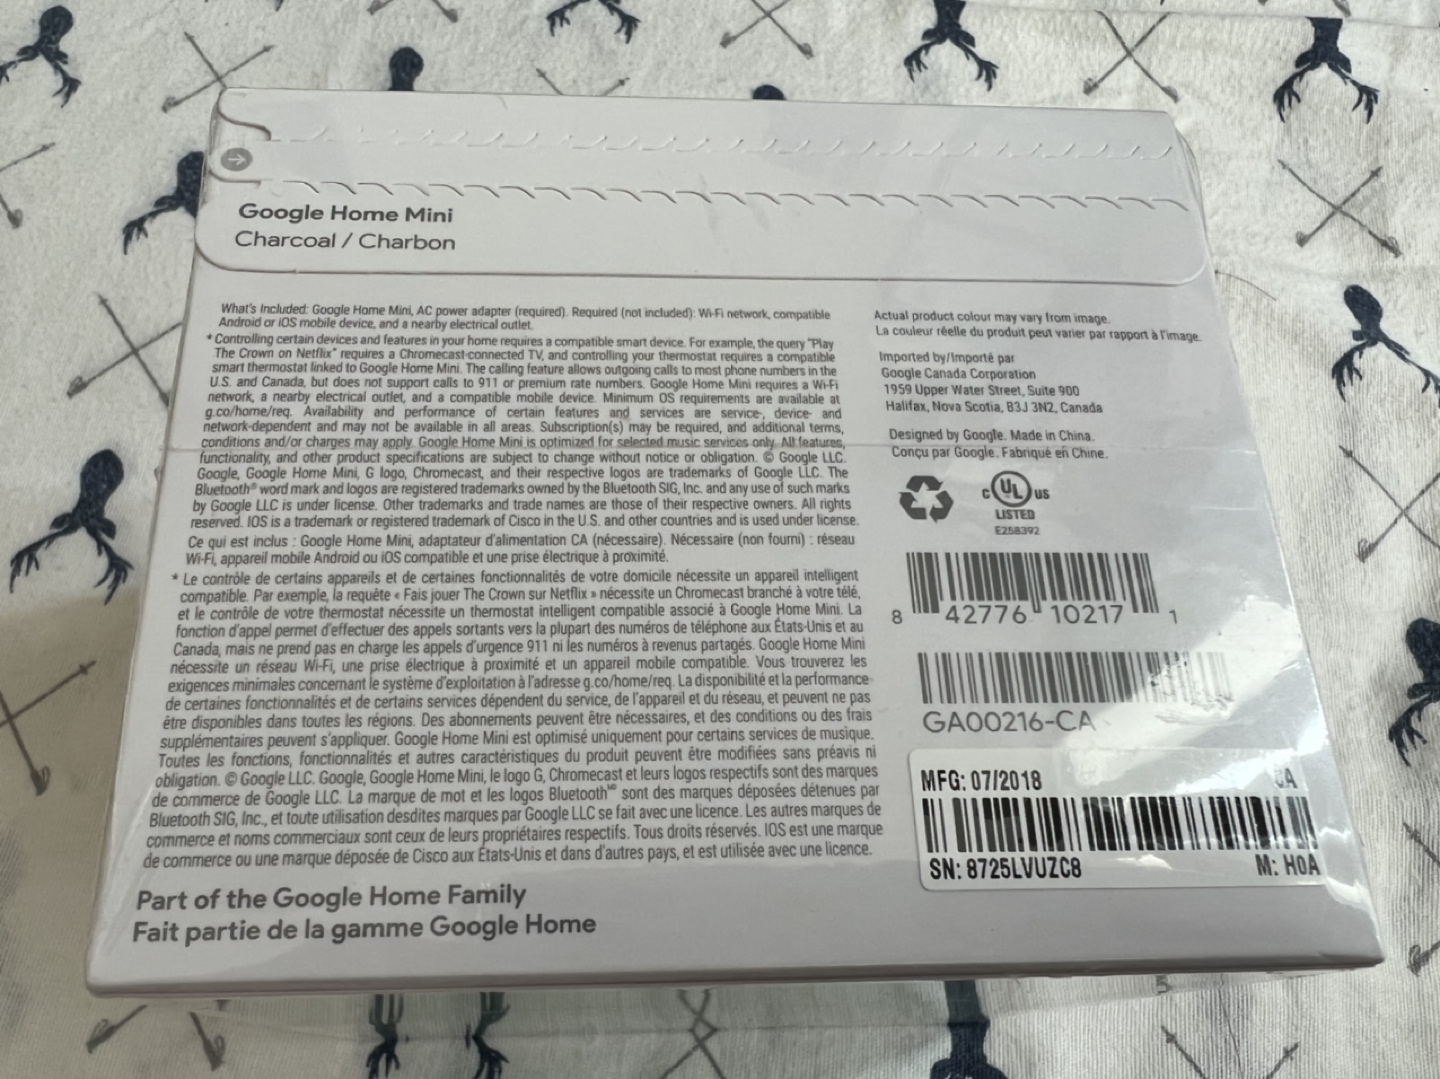 Google Home Mini
Charcoal / Charbon
What's Included: Google Home Mini, AC power adapter (required). Required (not included): Wi-Fi network, compatible
Android or iOS mobile device, and a nearby electrical outlet.
* Controlling certain devices and features in your home requires a compatible smart device. For example, the query "Play
The Crown on Netflix" requires a Chromecast-connected TV, and controlling your thermostat requires a compatible
smart thermostat linked to Google Home Mini. The calling feature allows outgoing calls to most phone numbers in the
U.S. and Canada, but does not support calls to 911 or premium rate numbers. Google Home Mini requires a Wi-Fi
network, a nearby electrical outlet, and a compatible mobile device. Minimum OS requirements are available at
g.co/home/req. Availability and performance of certain features and services are service-, device- and
network-dependent and may not be available in all areas. Subscription(s) may be required, and additional terms,
conditions and/or charges may apply. Google Home Mini is optimized for selected music services only. All features,
functionality, and other product specifications are subject to change without notice or obligation. © Google LLC.
Google, Google Home Mini, G logo, Chromecast, and their respective logos are trademarks of Google LLC. The
Bluetooth® word mark and logos are registered trademarks owned by the Bluetooth SIG, Inc. and any use of such marks
by Google LLC is under license. Other trademarks and trade names are those of their respective owners. All rights
reserved. IOS is a trademark or registered trademark of Cisco in the U.S. and other countries and is used under license.
Ce qui est inclus : Google Home Mini, adaptateur d'alimentation CA (nécessaire). Nécessaire (non fourni) : réseau
Wi-Fi, appareil mobile Android ou iOS compatible et une prise électrique à proximité.
* Le contrôle de certains appareils et de certaines fonctionnalités de votre domicile nécessite un appareil intelligent
compatible. Par exemple, la requête « Fais jouer The Crown sur Netflix » nécessite un Chromecast branché à votre télé,
et le contrôle de votre thermostat nécessite un thermostat intelligent compatible associé à Google Home Mini. La
fonction d'appel permet d'effectuer des appels sortants vers la plupart des numéros de téléphone aux États-Unis et au
Canada, mais ne prend pas en charge les appels d'urgence 911 ni les numéros à revenus partagés. Google Home Mini
nécessite un réseau Wi-Fi, une prise électrique à proximité et un appareil mobile compatible. Vous trouverez les
exigences minimales concernant le système d'exploitation à l'adresse g.co/home/req. La disponibilité et la performance
de certaines fonctionnalités et de certains services dépendent du service, de l'appareil et du réseau, et peuvent ne pas
être disponibles dans toutes les régions. Des abonnements peuvent être nécessaires, et des conditions ou des frais
supplémentaires peuvent s'appliquer. Google Home Mini est optimisé uniquement pour certains services de musique.
Toutes les fonctions, fonctionnalités et autres caractéristiques du produit peuvent être modifiées sans préavis ni
obligation. © Google LLC. Google, Google Home Mini, le logo G, Chromecast et leurs logos respectifs sont des marques
de commerce de Google LLC. La marque de mot et les logos Bluetooth sont des marques déposées détenues par
Bluetooth SIG, Inc., et toute utilisation desdites marques par Google LLC se fait avec une licence. Les autres marques de
commerce et noms commerciaux sont ceux de leurs propriétaires respectifs. Tous droits réservés. IOS est une marque
de commerce ou une marque déposée de Cisco aux États-Unis et dans d'autres pays, et est utilisée avec une licence.
Part of the Google Home Family
Fait partie de la gamme Google Home
Actual product colour may vary from image.
La couleur réelle du produit peut varier par rapport à l'image.
Imported by/Importé par
Google Canada Corporation
1959 Upper Water Street, Suite 900
Halifax, Nova Scotia, B3J 3N2, Canada
Designed by Google. Made in China.
Conçu par Google. Fabriqué en Chine.
C UL US
LISTED
E258392
8 42776 10217 1
GA00216-CA
MFG: 07/2018 CA
SN: 8725LVUZC8 M: H0A